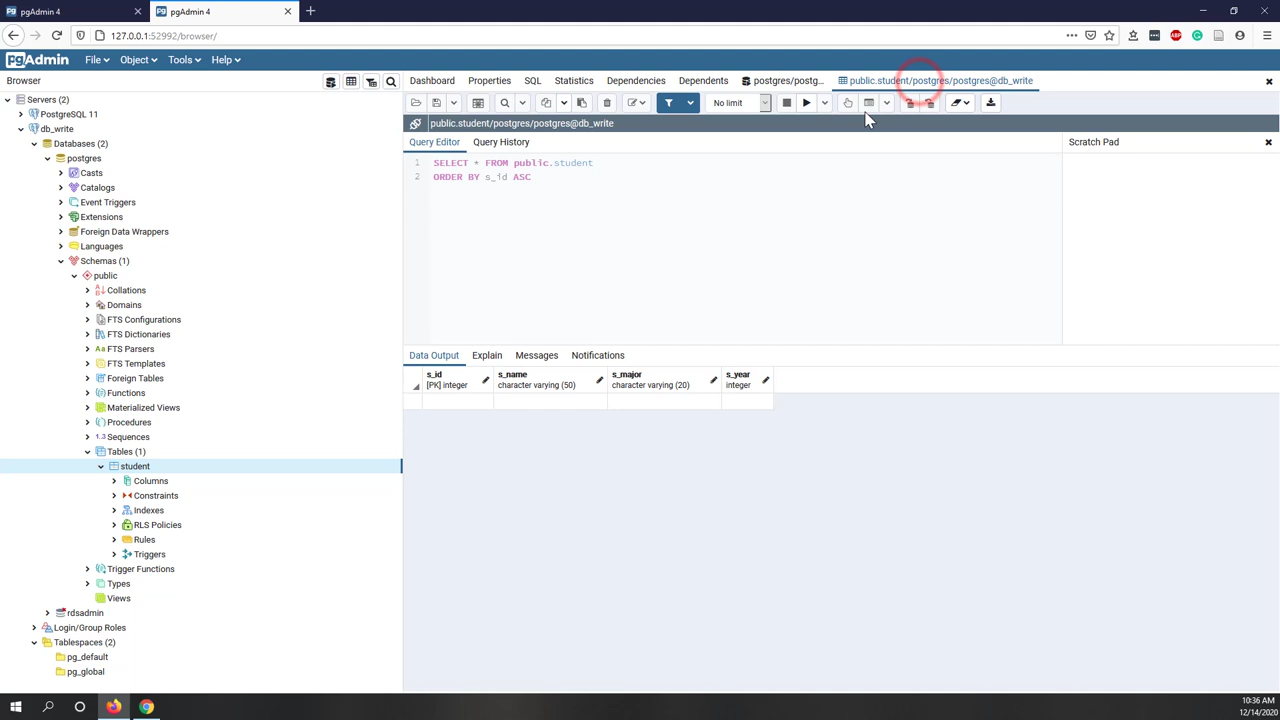 pgAdmin 4
pgAdmin 4
127.0.0.1:52992/browser/
pgAdmin File Object Tools Help
Browser
Dashboard Properties SQL Statistics Dependencies Dependents postgres/postg... public.student/postgres/postgres@db_write
Servers (2)
PostgreSQL 11
db_write
Databases (2)
postgres
Casts
Catalogs
Event Triggers
Extensions
Foreign Data Wrappers
Languages
Schemas (1)
public
Collations
Domains
FTS Configurations
FTS Dictionaries
FTS Parsers
FTS Templates
Foreign Tables
Functions
Materialized Views
Procedures
1.3 Sequences
Tables (1)
student
Columns
Constraints
Indexes
RLS Policies
Rules
Triggers
Trigger Functions
Types
Views
rdsadmin
Login/Group Roles
Tablespaces (2)
pg_default
pg_global
No limit
public.student/postgres/postgres@db_write
Query Editor Query History
Scratch Pad
1 SELECT * FROM public.student
2 ORDER BY s_id ASC
Data Output Explain Messages Notifications
s_id
[PK] integer
s_name
character varying (50)
s_major
character varying (20)
s_year
integer
10:36 AM
12/14/2020